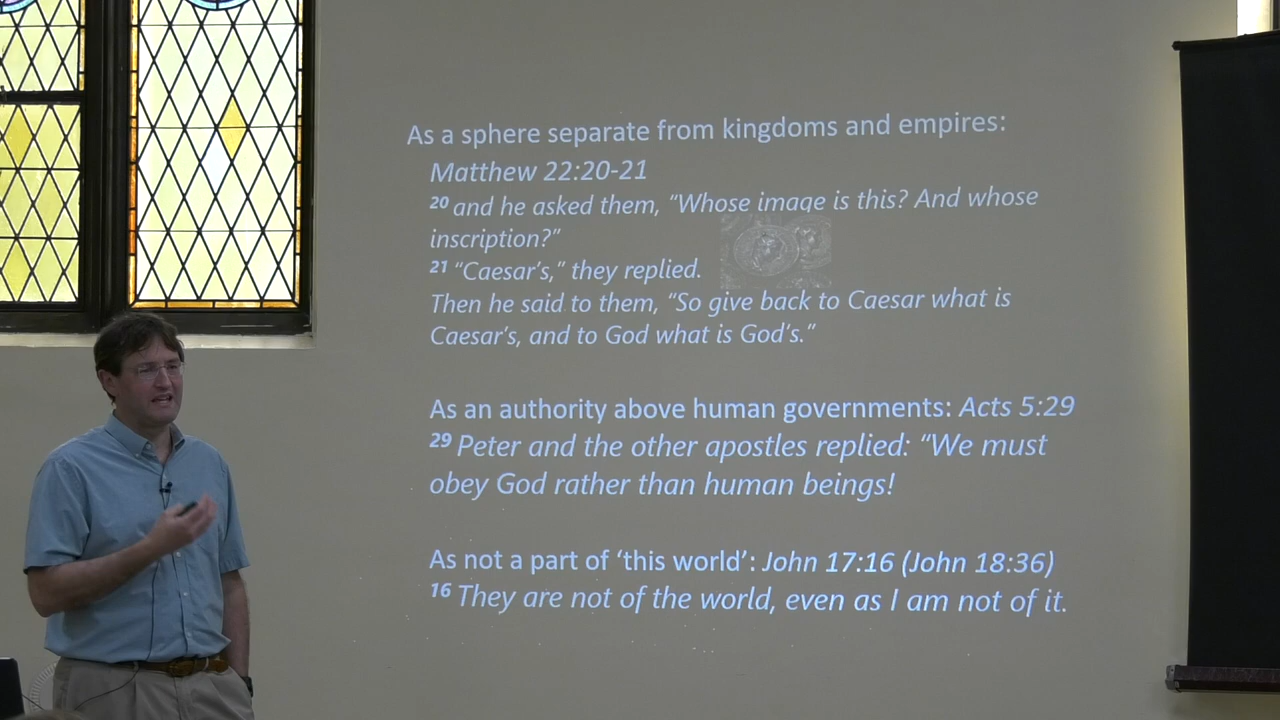 As a sphere separate from kingdoms and empires:
Matthew 22:20-21
20 and he asked them, “Whose image is this? And whose
inscription?”
21 “Caesar’s,” they replied.
Then he said to them, “So give back to Caesar what is
Caesar’s, and to God what is God’s.”
As an authority above human governments: Acts 5:29
29 Peter and the other apostles replied: “We must
obey God rather than human beings!
As not a part of ‘this world’: John 17:16 (John 18:36)
16 They are not of the world, even as I am not of it.